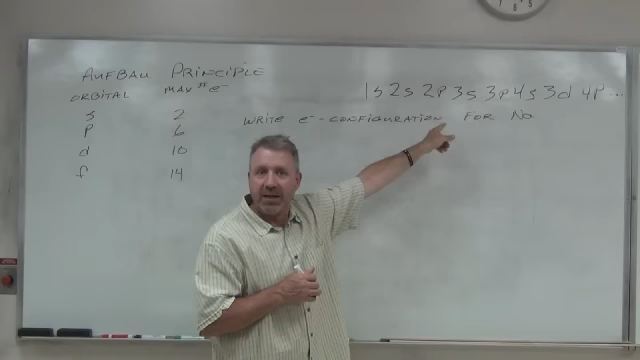 AUFBAU PRINCIPLE
ORBITAL MAX # e-
s 2
p 6
d 10
f 14
1s 2s 2p 3s 3p 4s 3d 4p ...
WRITE e- - CONFIGURATION FOR Na